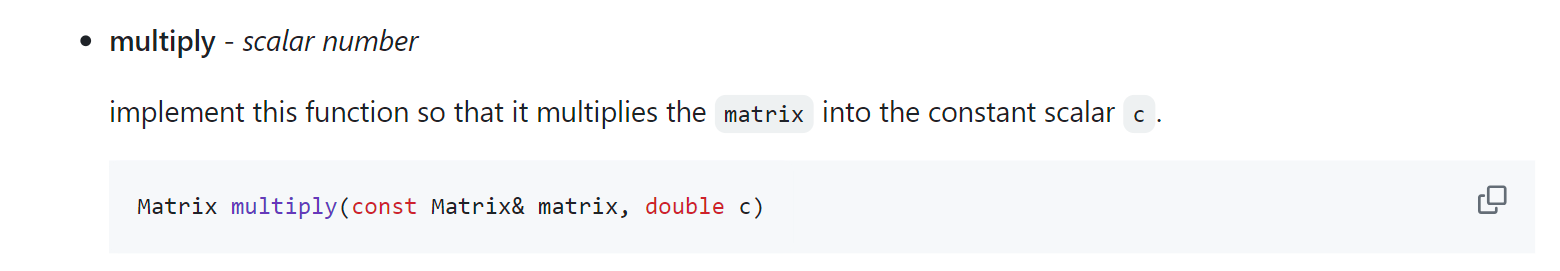 multiply - scalar number
implement this function so that it multiplies the matrix into the constant scalar c.
Matrix multiply(const Matrix& matrix, double c)